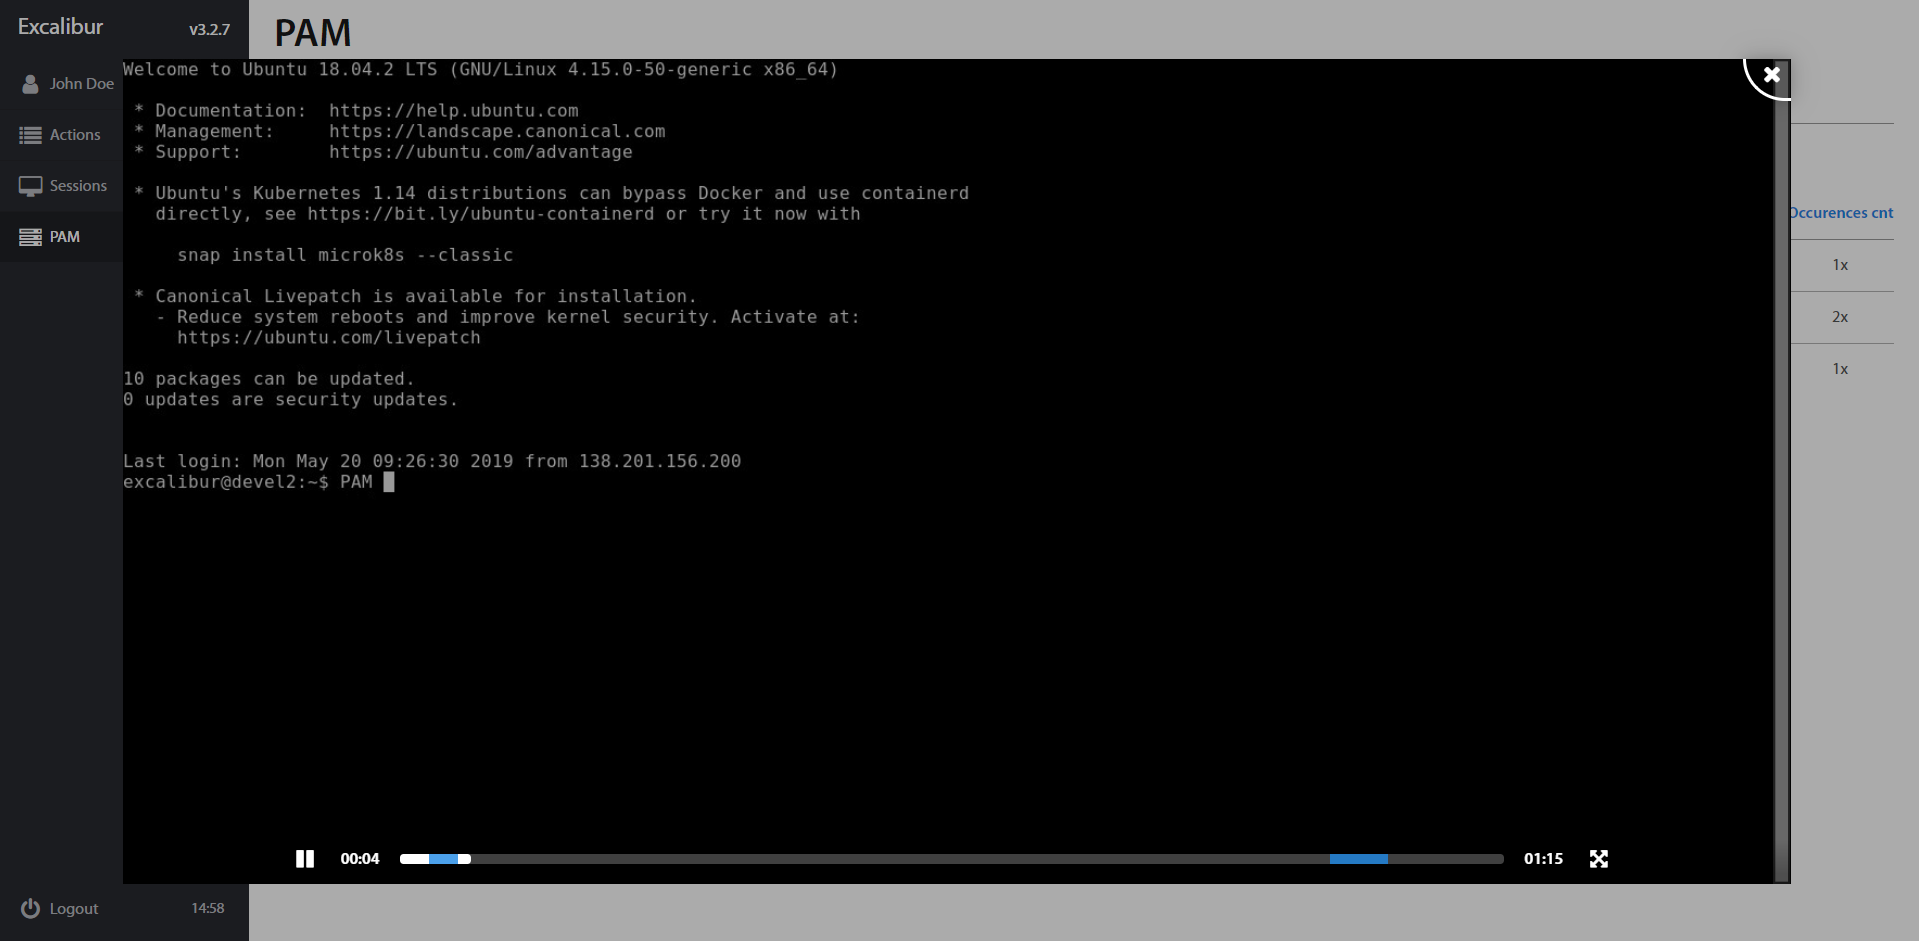 Excalibur v3.2.7
PAM
John Doe
Actions
Sessions
PAM
Welcome to Ubuntu 18.04.2 LTS (GNU/Linux 4.15.0-50-generic x86_64)
* Documentation: https://help.ubuntu.com
* Management: https://landscape.canonical.com
* Support: https://ubuntu.com/advantage
* Ubuntu's Kubernetes 1.14 distributions can bypass Docker and use containerd
directly, see https://bit.ly/ubuntu-containerd or try it now with
snap install microk8s --classic
* Canonical Livepatch is available for installation.
- Reduce system reboots and improve kernel security. Activate at:
https://ubuntu.com/livepatch
10 packages can be updated.
0 updates are security updates.
Last login: Mon May 20 09:26:30 2019 from 138.201.156.200
excalibur@devel2:~$ PAM
Occurences cnt
1x
2x
1x
00:04 01:15
Logout 14:58